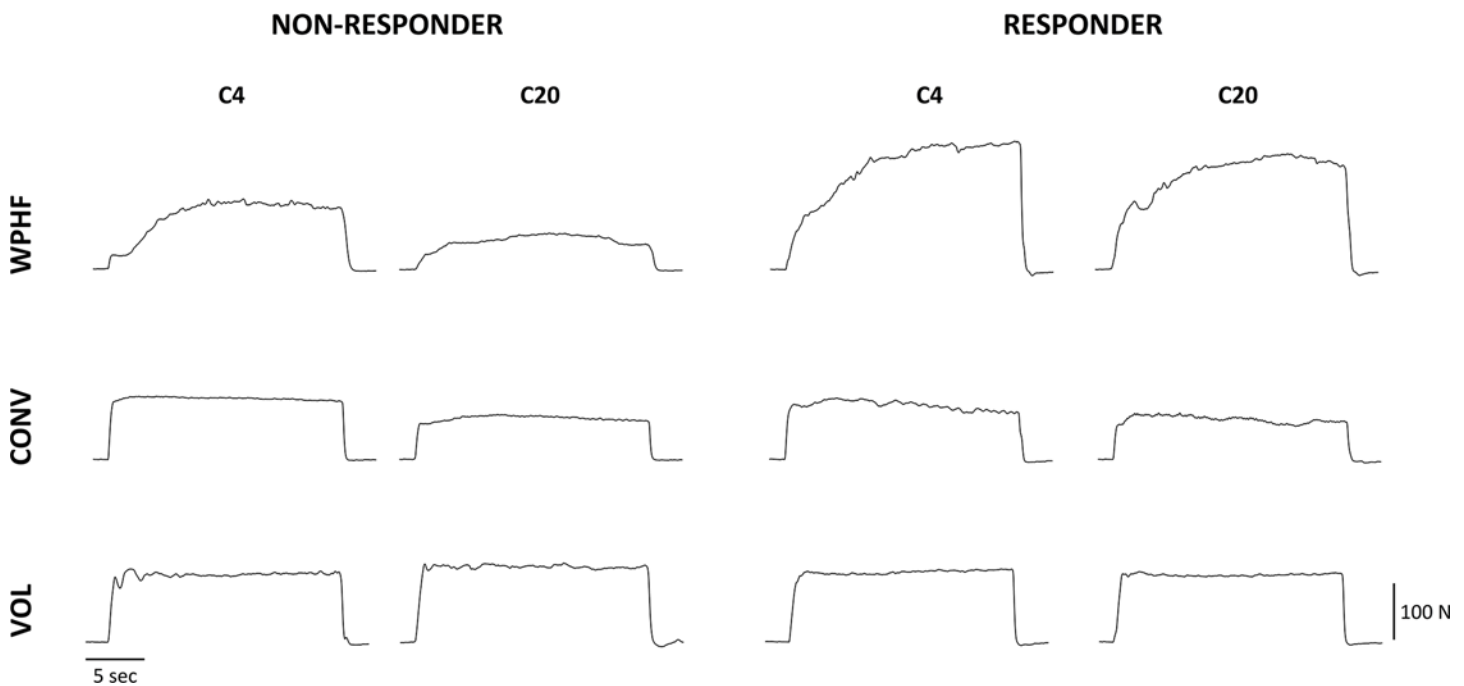 NON-RESPONDER RESPONDER
C4 C20 C4 C20
WPHF
CONV
VOL
100 N
5 sec